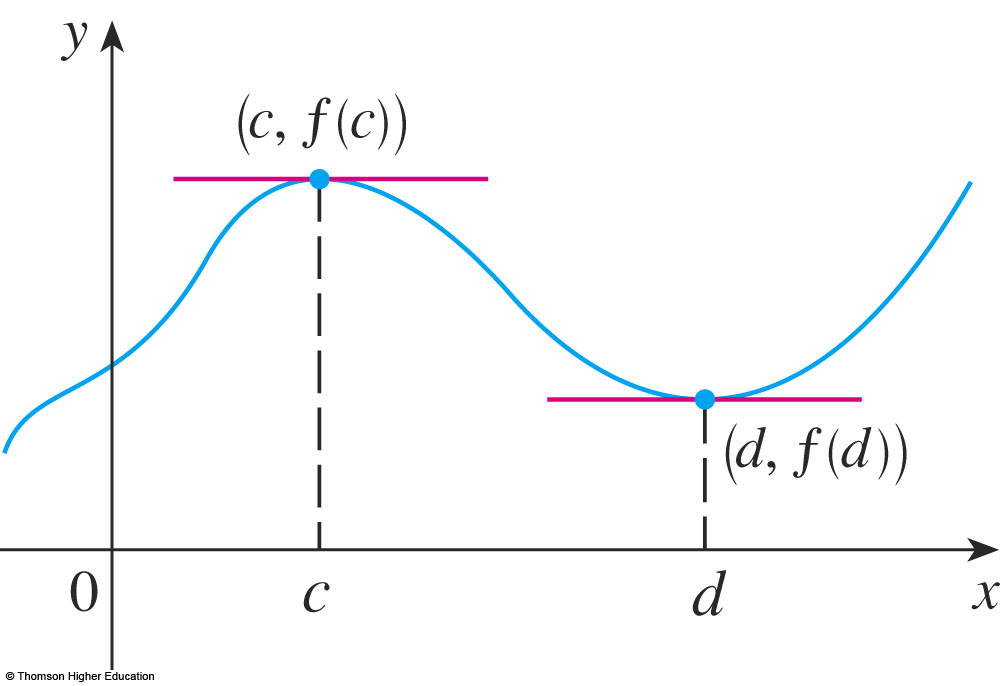 y
(c, f(c))
(d, f(d))
0
c
d
x
© Thomson Higher Education